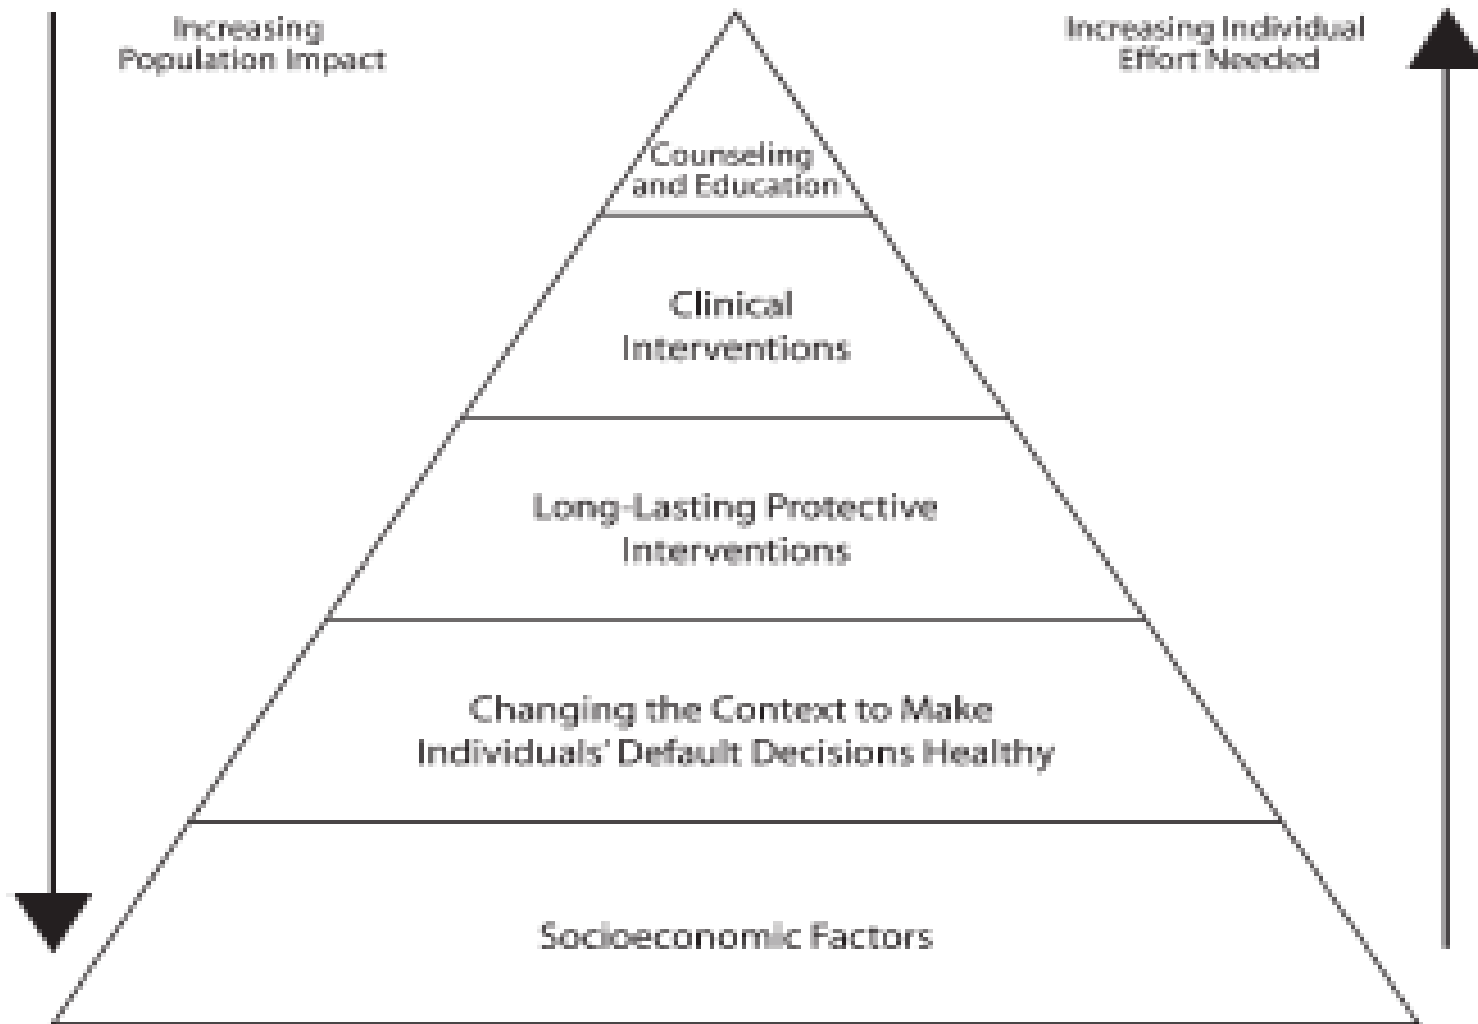 Increasing
Population Impact
Increasing Individual
Effort Needed
Counseling
and Education
Clinical
Interventions
Long-Lasting Protective
Interventions
Changing the Context to Make
Individuals' Default Decisions Healthy
Socioeconomic Factors